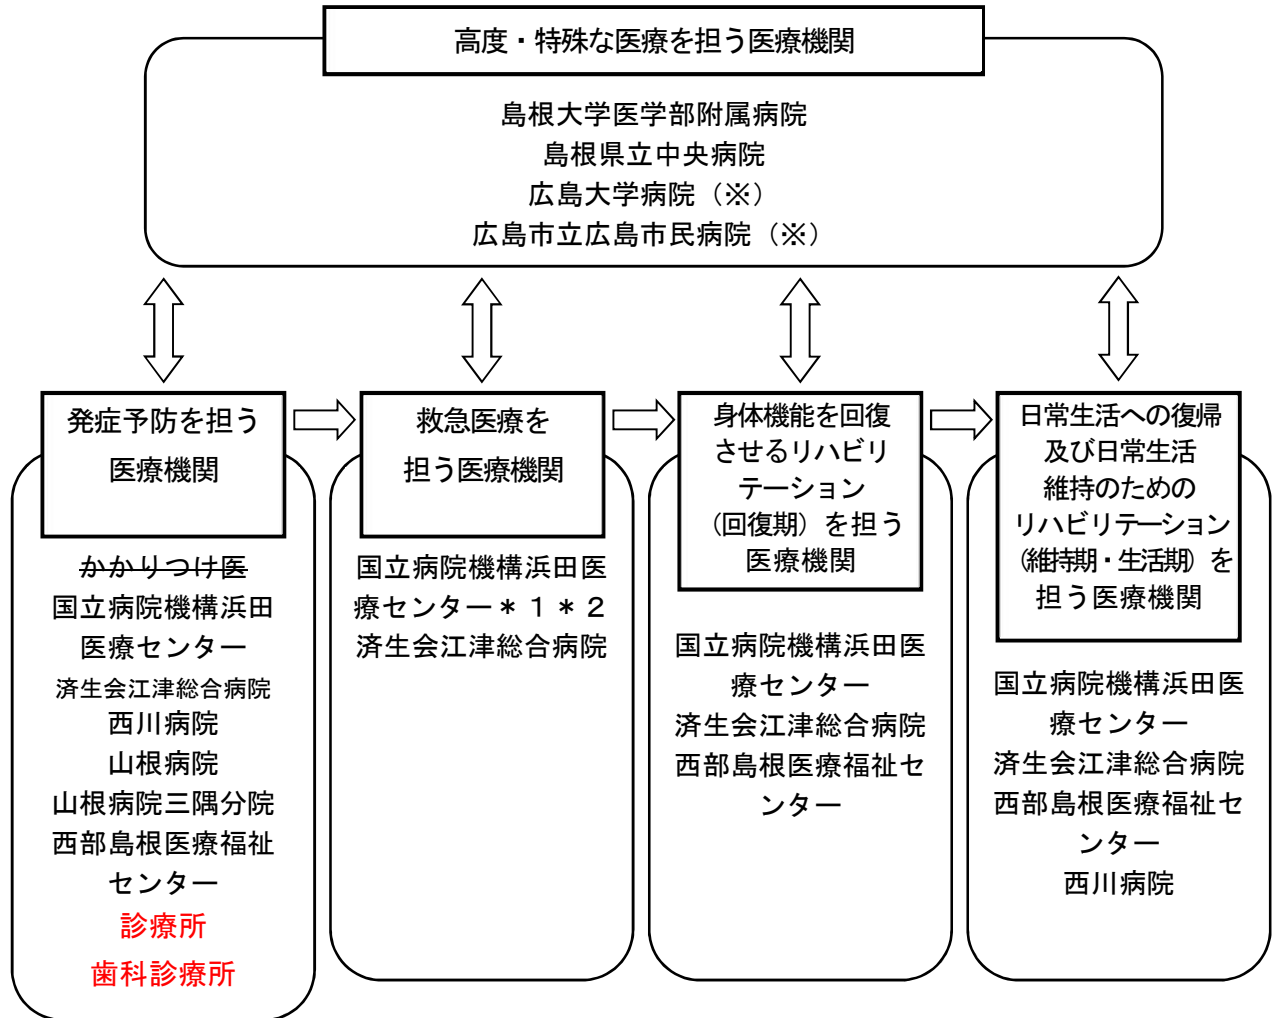 高度・特殊な医療を担う医療機関
島根大学医学部附属病院
島根県立中央病院
広島大学病院（※）
広島市立広島市民病院（※）
発症予防を担う
医療機関
かかりつけ医
国立病院機構浜田
医療センター
済生会江津総合病院
西川病院
山根病院
山根病院三隅分院
西部島根医療福祉
センター
診療所
歯科診療所
救急医療を
担う医療機関
国立病院機構浜田医
療センター＊１＊２
済生会江津総合病院
身体機能を回復
させるリハビリ
テーション
（回復期）を担う
医療機関
国立病院機構浜田医
療センター
済生会江津総合病院
西部島根医療福祉セ
ンター
日常生活への復帰
及び日常生活
維持のための
リハビリテーション
（維持期・生活期）を
担う医療機関
国立病院機構浜田医
療センター
済生会江津総合病院
西部島根医療福祉セ
ンター
西川病院